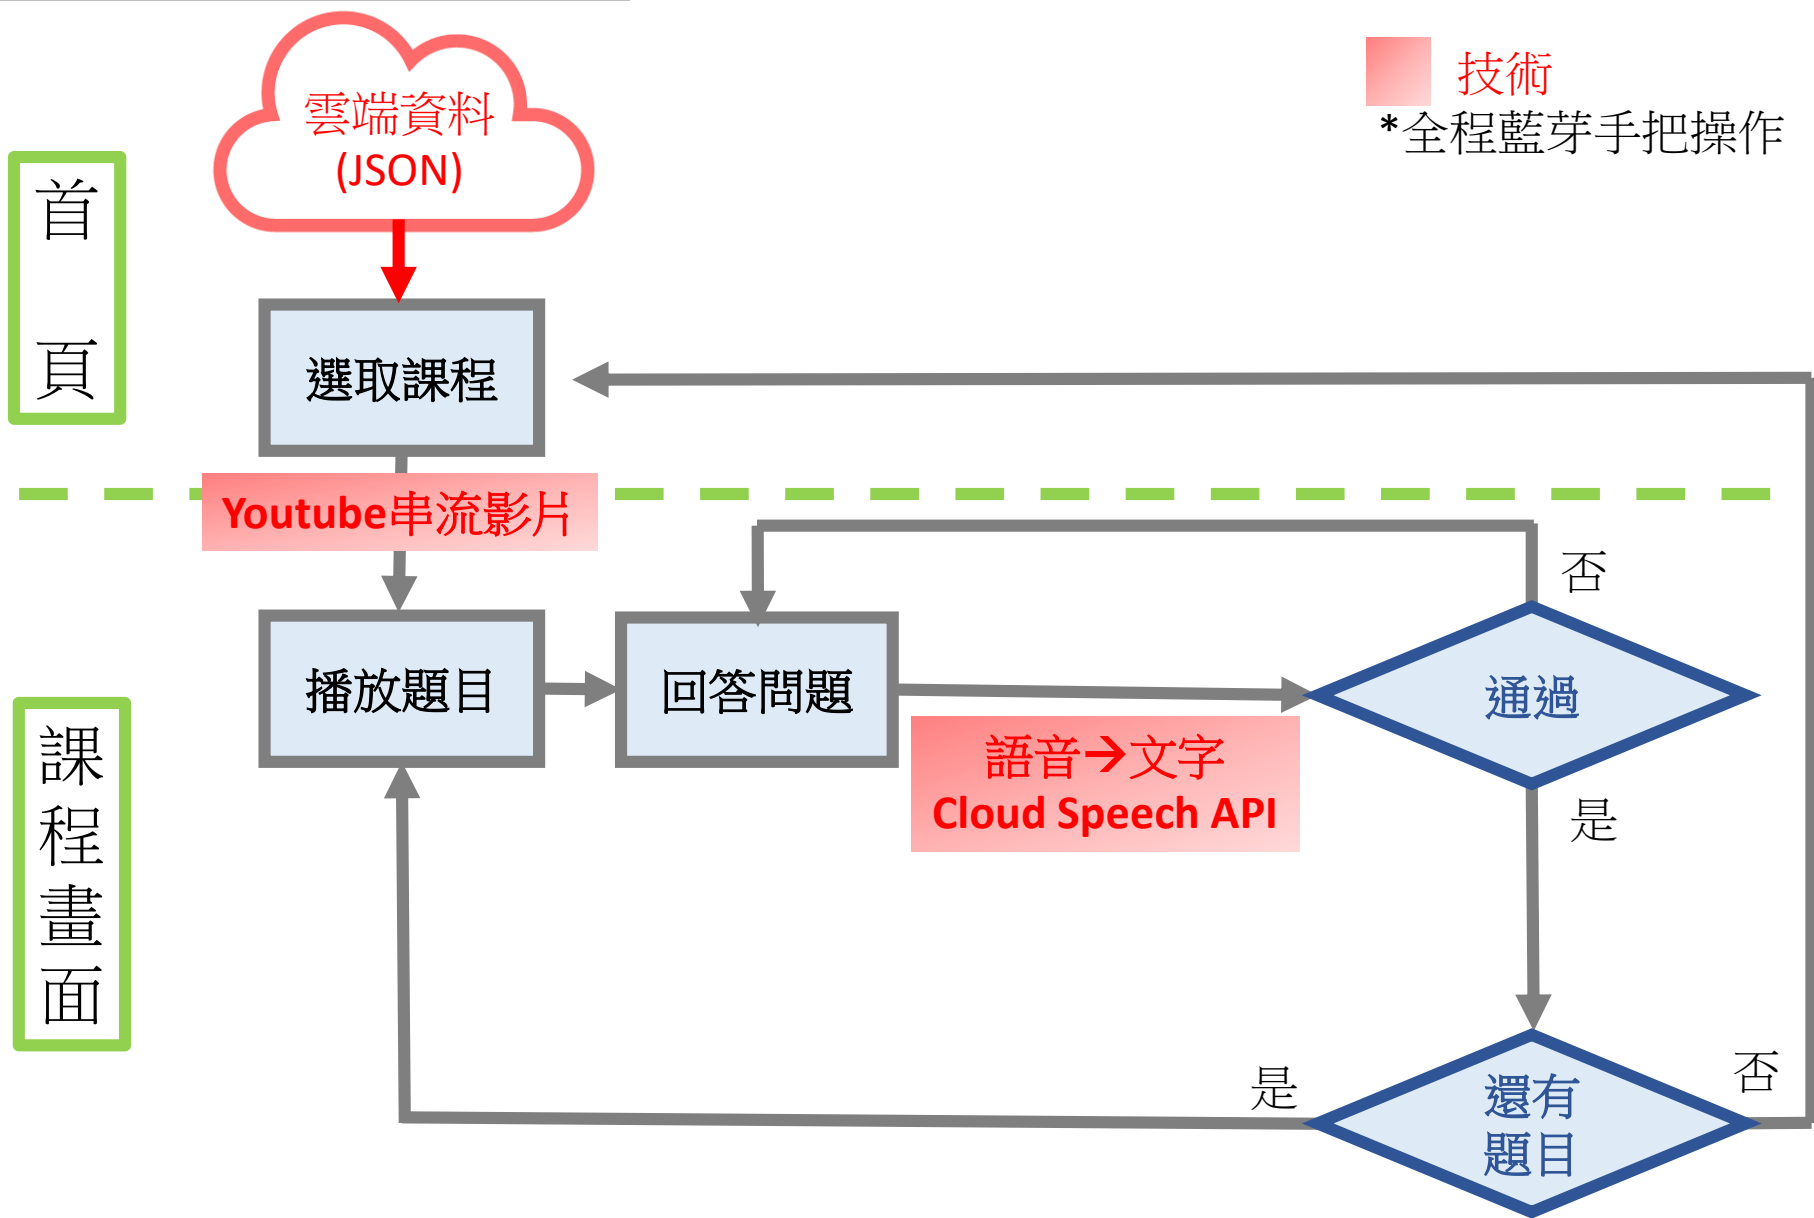 雲端資料
(JSON)
技術
*全程藍芽手把操作
首
頁
選取課程
Youtube串流影片
否
播放題目
回答問題
通過
語音→文字
Cloud Speech API
是
課
程
畫
面
是
還有
題目
否